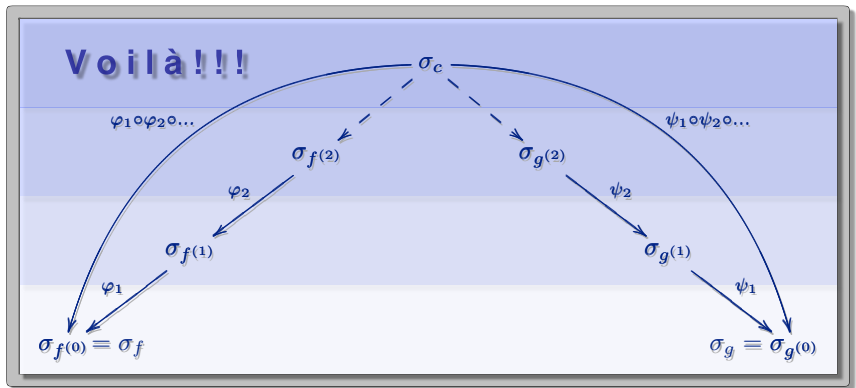 Voilà!!!
σ_c
φ₁∘φ₂∘... ψ₁∘ψ₂∘...
σ_{f^{(2)}} σ_{g^{(2)}}
φ₂ ψ₂
σ_{f^{(1)}} σ_{g^{(1)}}
φ₁ ψ₁
σ_{f^{(0)}} = σ_f σ_g = σ_{g^{(0)}}